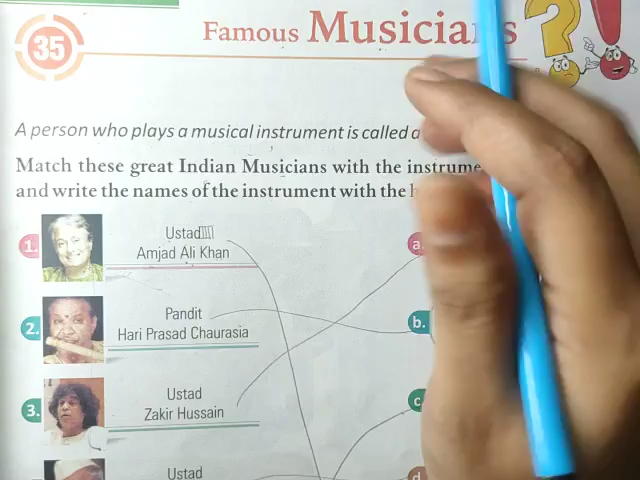 35
Famous Musicians
A person who plays a musical instrument is called a
Match these great Indian Musicians with the instrume
and write the names of the instrument with the h
1.
Ustad
Amjad Ali Khan
a.
2.
Pandit
Hari Prasad Chaurasia
b.
3.
Ustad
Zakir Hussain
c.
Ustad
d.